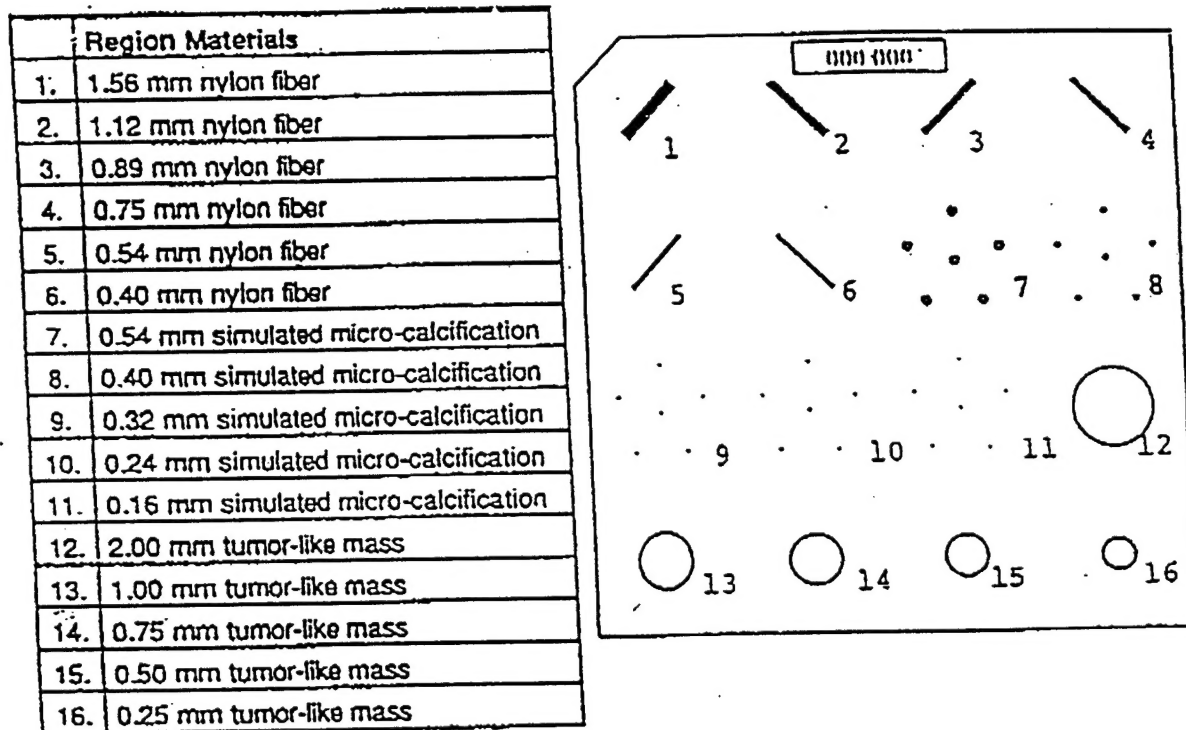 Region Materials
1. 1.56 mm nylon fiber
2. 1.12 mm nylon fiber
3. 0.89 mm nylon fiber
4. 0.75 mm nylon fiber
5. 0.54 mm nylon fiber
6. 0.40 mm nylon fiber
7. 0.54 mm simulated micro-calcification
8. 0.40 mm simulated micro-calcification
9. 0.32 mm simulated micro-calcification
10. 0.24 mm simulated micro-calcification
11. 0.16 mm simulated micro-calcification
12. 2.00 mm tumor-like mass
13. 1.00 mm tumor-like mass
14. 0.75 mm tumor-like mass
15. 0.50 mm tumor-like mass
16. 0.25 mm tumor-like mass
000-000
1 2 3 4
5 6 7 8
9 10 11 12
13 14 15 16